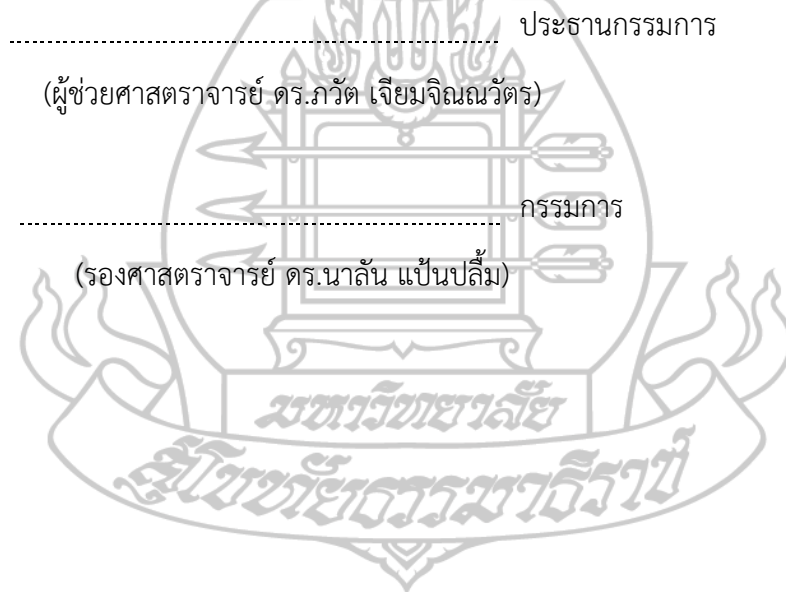 ประธานกรรมการ
(ผู้ช่วยศาสตราจารย์ ดร.ภวัต เจียมจิณณวัตร)
กรรมการ
(รองศาสตราจารย์ ดร.นาลัน แป้นปลื้ม)
มหาวิทยาลัย
สุโขทัยธรรมาธิราช